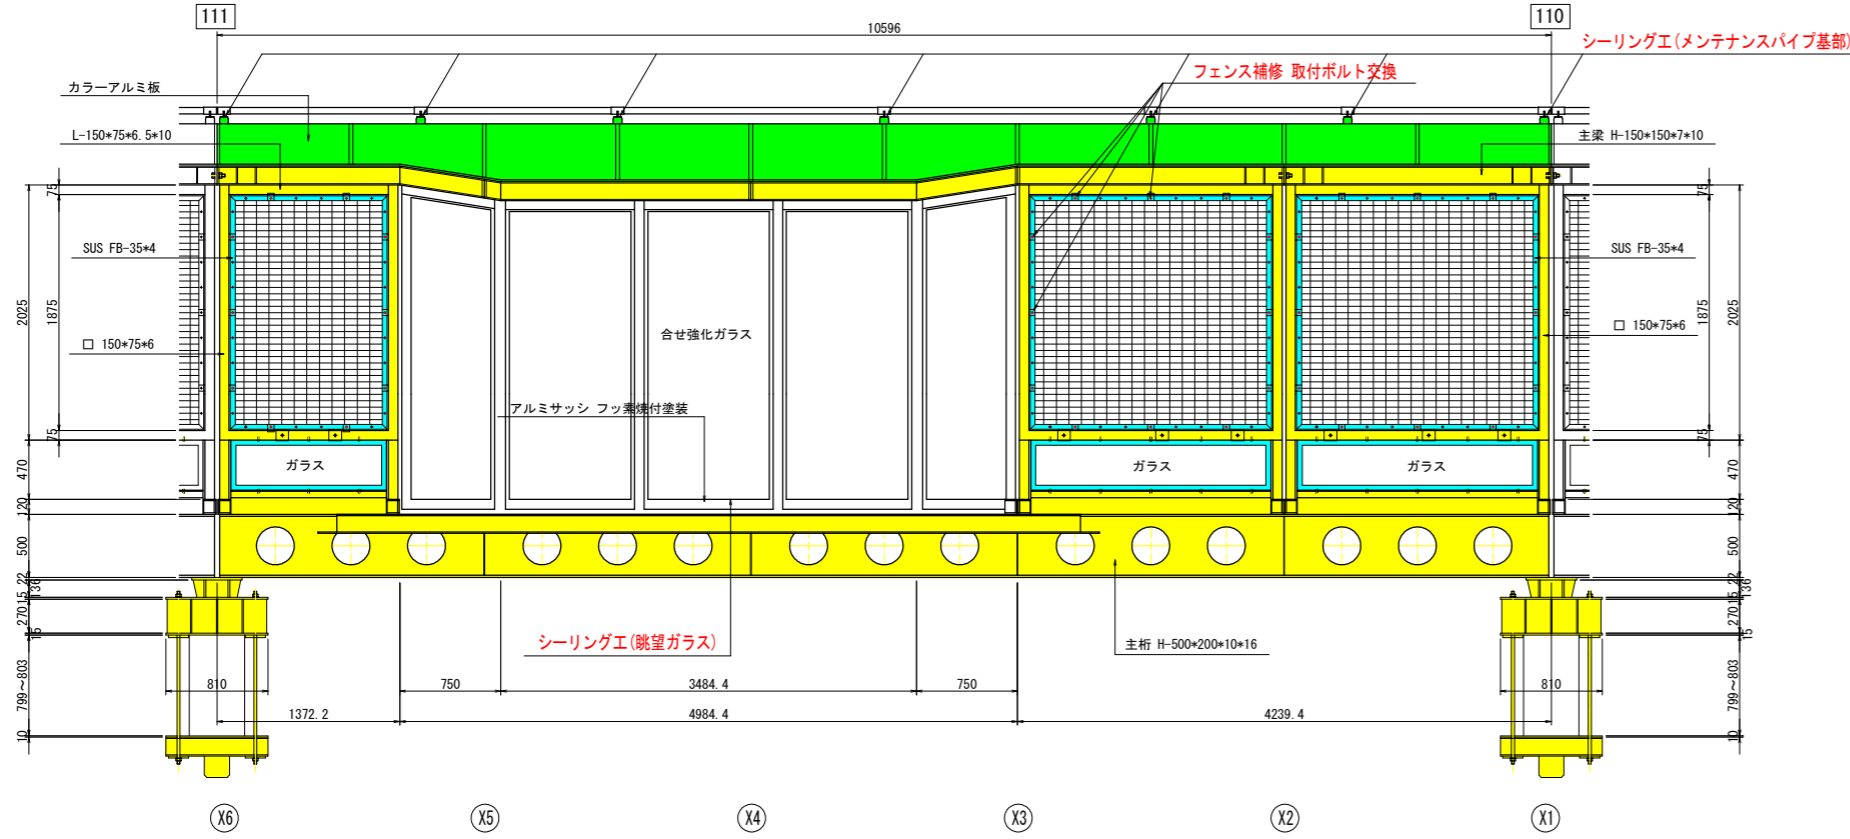 111
110
10596
シーリング工(メンテナンスパイプ基部)
フェンス補修 取付ボルト交換
カラーアルミ板
L-150*75*6.5*10
主梁 H-150*150*7*10
75
75
SUS FB-35*4
SUS FB-35*4
2025
1875
1875
2025
□ 150*75*6
□ 150*75*6
合せ強化ガラス
アルミサッシ フッ素焼付塗装
75
75
470
ガラス
ガラス
ガラス
470
120
120
500
500
22
136
15
270
15
22
136
15
270
15
シーリング工(眺望ガラス)
主桁 H-500*200*10*16
799~803
810
750
3484.4
750
810
799~803
1372.2
4984.4
4239.4
10
10
X6
X5
X4
X3
X2
X1